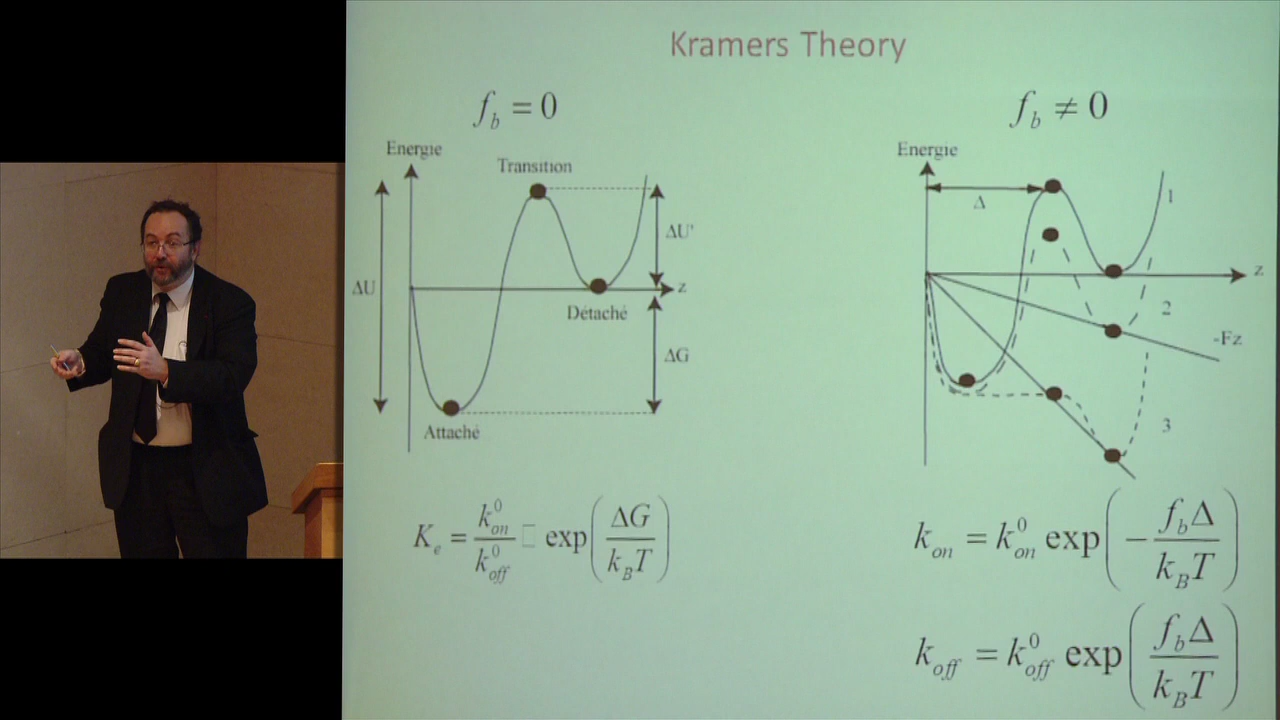 Kramers Theory
f_b = 0
Energie
Transition
ΔU
ΔU'
z
Détaché
ΔG
Attaché
K_e = k_on^0 / k_off^0 □ exp(ΔG / k_B T)
f_b ≠ 0
Energie
Δ
1
z
2
-Fz
3
k_on = k_on^0 exp(− f_b Δ / k_B T)
k_off = k_off^0 exp(f_b Δ / k_B T)